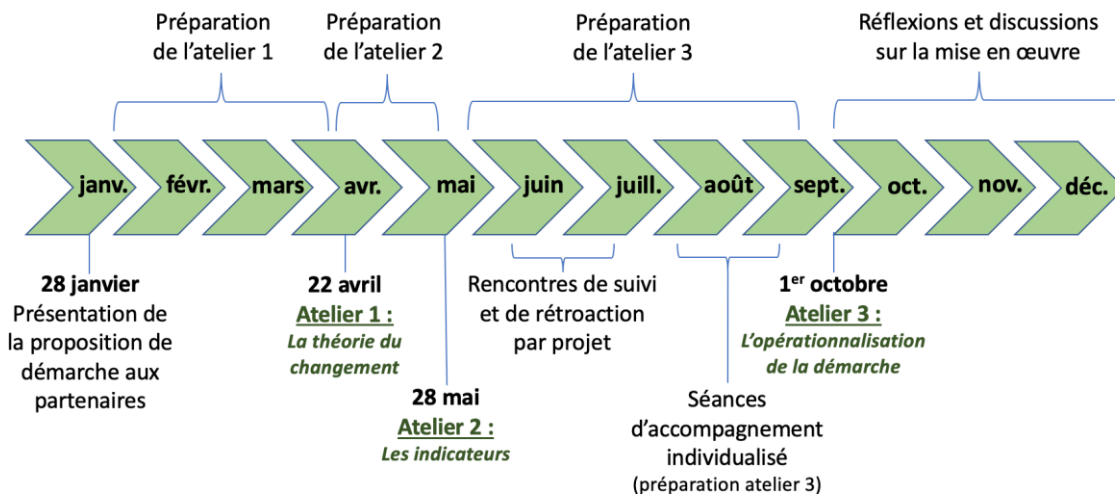 Préparation
de l'atelier 1
Préparation
de l'atelier 2
Préparation
de l'atelier 3
Réflexions et discussions
sur la mise en œuvre
janv.
févr.
mars
avr.
mai
juin
juill.
août
sept.
oct.
nov.
déc.
28 janvier
Présentation de
la proposition de
démarche aux
partenaires
22 avril
Atelier 1 :
La théorie du
changement
28 mai
Atelier 2 :
Les indicateurs
Rencontres de suivi
et de rétroaction
par projet
Séances
d'accompagnement
individualisé
(préparation atelier 3)
1er octobre
Atelier 3 :
L'opérationnalisation
de la démarche